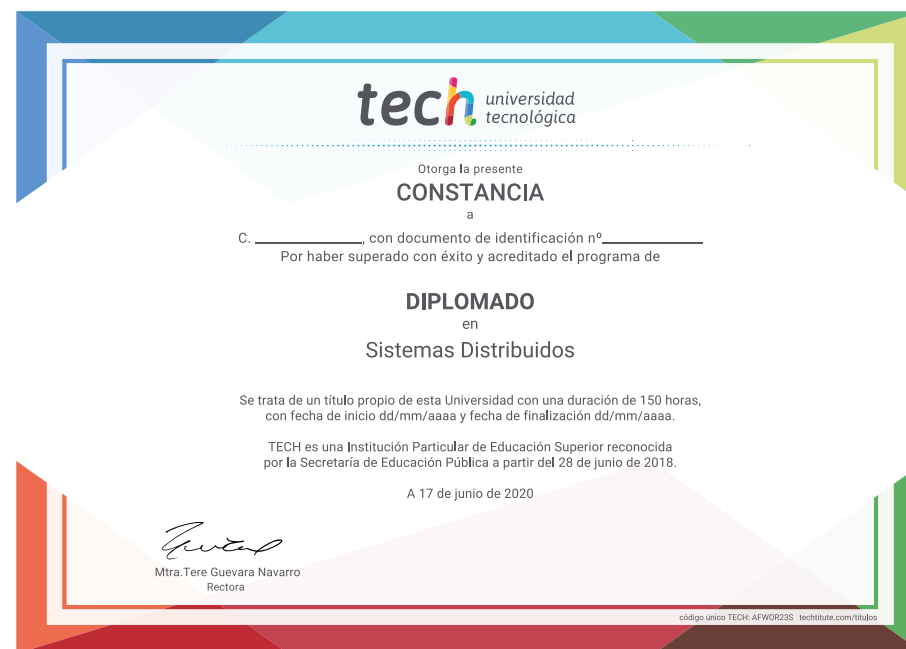 tech universidad
tecnológica
Otorga la presente
CONSTANCIA
a
C. ____________, con documento de identificación nº____________
Por haber superado con éxito y acreditado el programa de
DIPLOMADO
en
Sistemas Distribuidos
Se trata de un título propio de esta Universidad con una duración de 150 horas,
con fecha de inicio dd/mm/aaaa y fecha de finalización dd/mm/aaaa.
TECH es una Institución Particular de Educación Superior reconocida
por la Secretaría de Educación Pública a partir del 28 de junio de 2018.
A 17 de junio de 2020
Mtra.Tere Guevara Navarro
Rectora
código único TECH: AFWOR23S techtitute.com/titulos